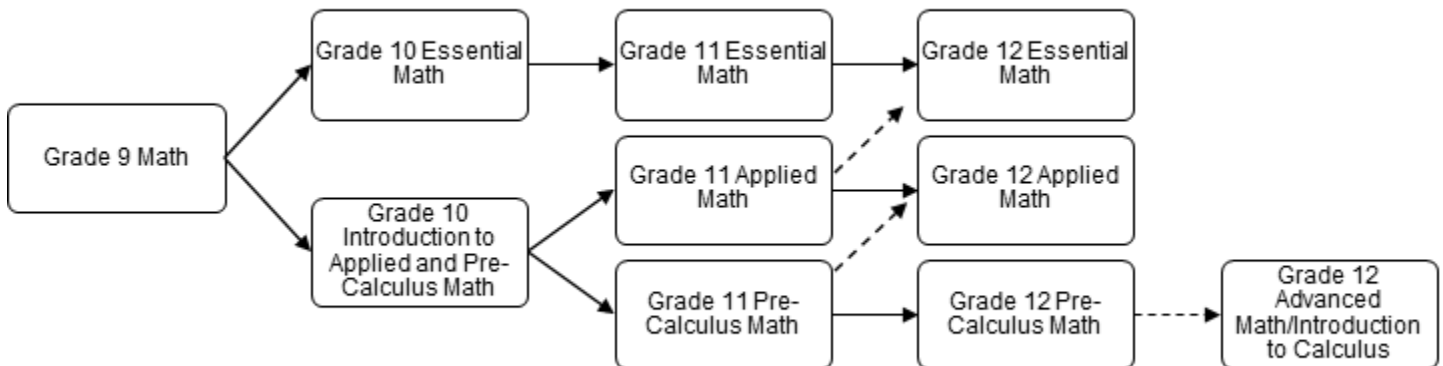 Grade 10 Essential
Math
Grade 11 Essential
Math
Grade 12 Essential
Math
Grade 9 Math
Grade 11 Applied
Math
Grade 12 Applied
Math
Grade 10
Introduction to
Applied and Pre-
Calculus Math
Grade 11 Pre-
Calculus Math
Grade 12 Pre-
Calculus Math
Grade 12
Advanced
Math/Introduction
to Calculus